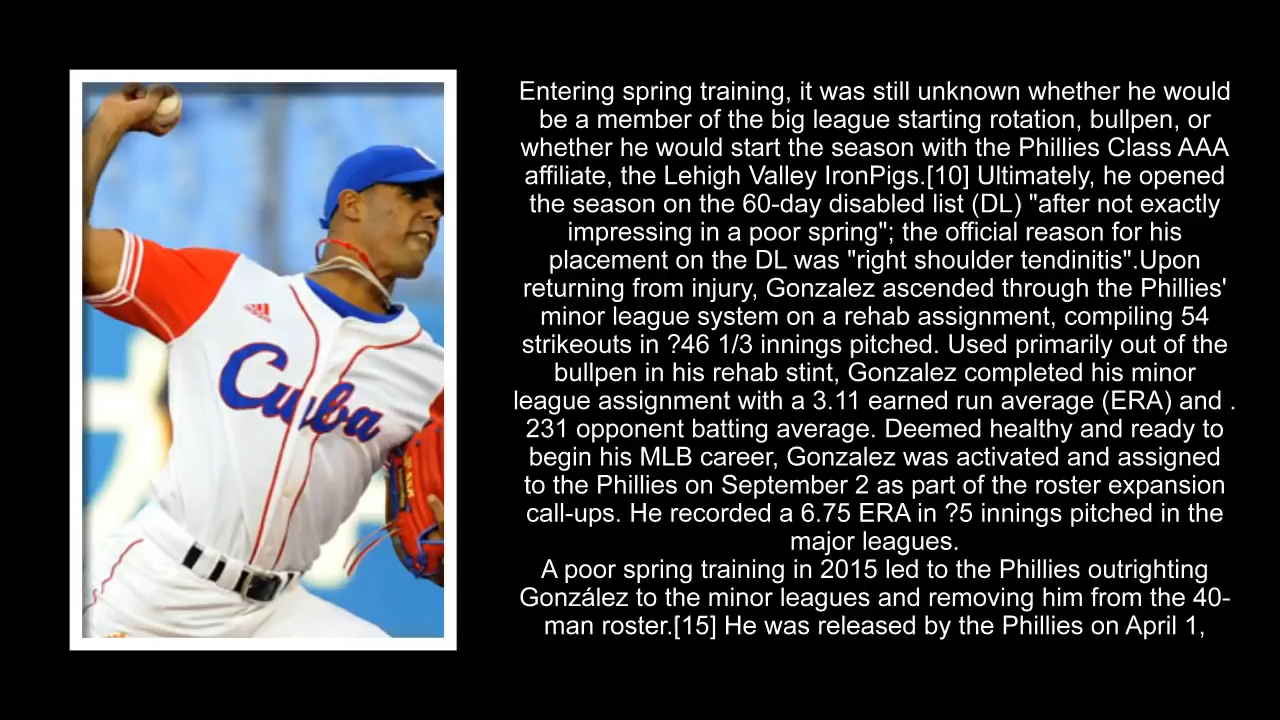 Cuba
Entering spring training, it was still unknown whether he would
be a member of the big league starting rotation, bullpen, or
whether he would start the season with the Phillies Class AAA
affiliate, the Lehigh Valley IronPigs.[10] Ultimately, he opened
the season on the 60-day disabled list (DL) "after not exactly
impressing in a poor spring"; the official reason for his
placement on the DL was "right shoulder tendinitis".Upon
returning from injury, Gonzalez ascended through the Phillies'
minor league system on a rehab assignment, compiling 54
strikeouts in ?46 1/3 innings pitched. Used primarily out of the
bullpen in his rehab stint, Gonzalez completed his minor
league assignment with a 3.11 earned run average (ERA) and .
231 opponent batting average. Deemed healthy and ready to
begin his MLB career, Gonzalez was activated and assigned
to the Phillies on September 2 as part of the roster expansion
call-ups. He recorded a 6.75 ERA in ?5 innings pitched in the
major leagues.
A poor spring training in 2015 led to the Phillies outrighting
González to the minor leagues and removing him from the 40-
man roster.[15] He was released by the Phillies on April 1,